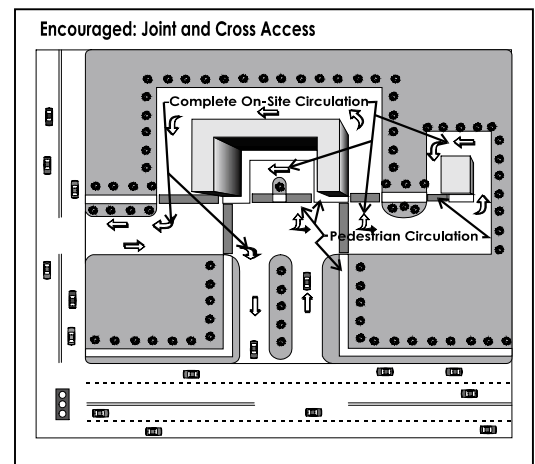 Encouraged: Joint and Cross Access
Complete On-Site Circulation
Pedestrian Circulation